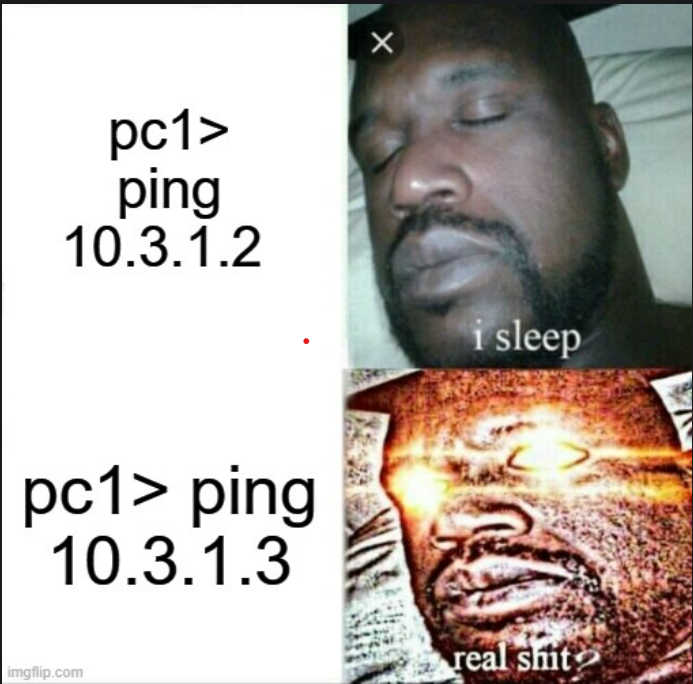 pc1>
ping
10.3.1.2
i sleep
pc1> ping
10.3.1.3
real shit?
imgflip.com